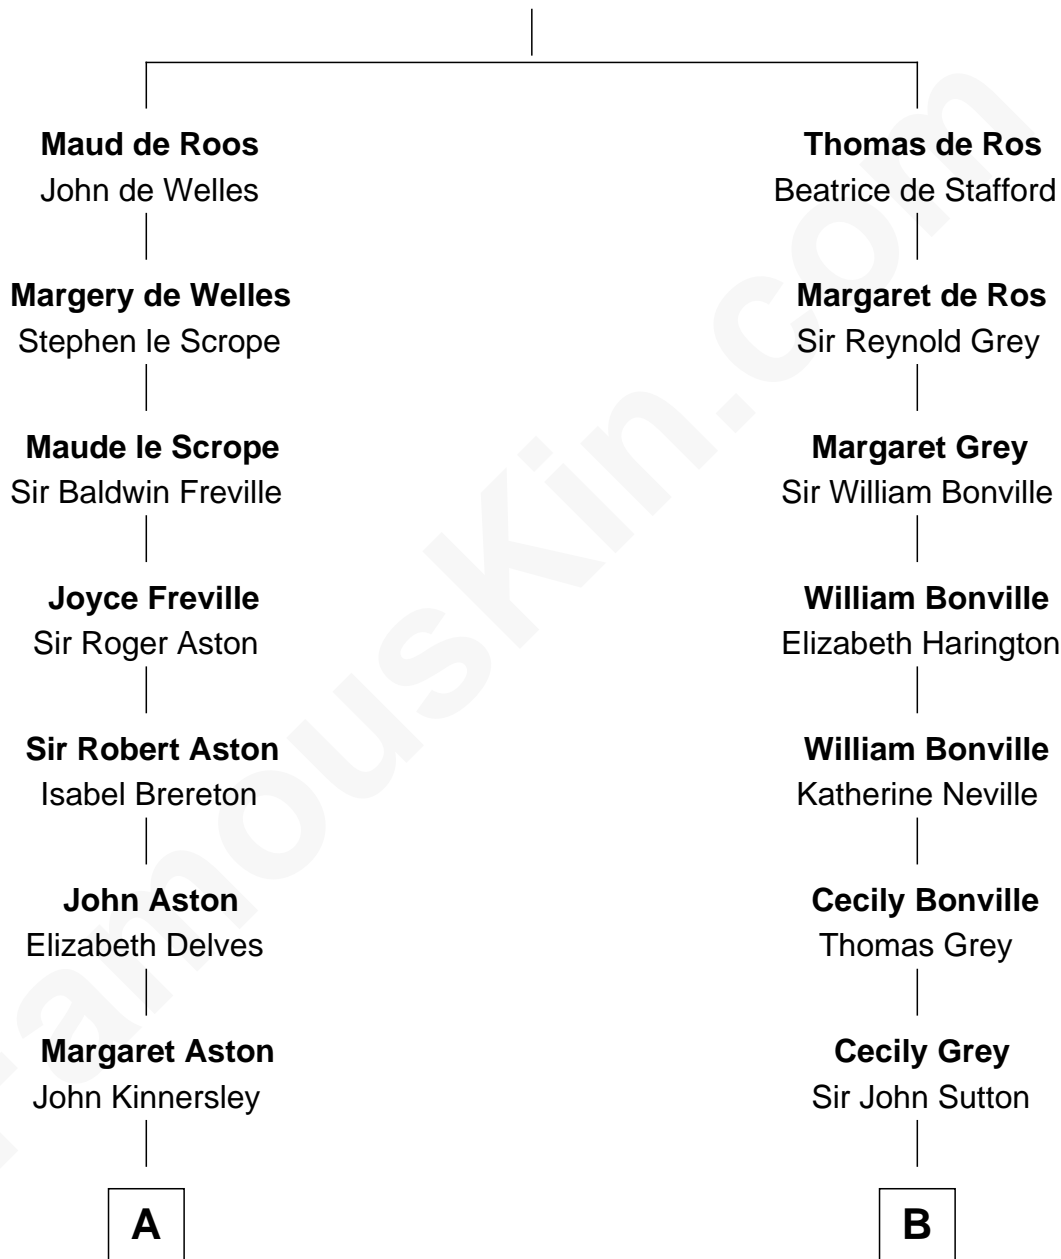 Maud de Roos
John de Welles
Margery de Welles
Stephen le Scrope
Maude le Scrope
Sir Baldwin Freville
Joyce Freville
Sir Roger Aston
Sir Robert Aston
Isabel Brereton
John Aston
Elizabeth Delves
Margaret Aston
John Kinnersley
A
Thomas de Ros
Beatrice de Stafford
Margaret de Ros
Sir Reynold Grey
Margaret Grey
Sir William Bonville
William Bonville
Elizabeth Harington
William Bonville
Katherine Neville
Cecily Bonville
Thomas Grey
Cecily Grey
Sir John Sutton
B
FamousKin.com